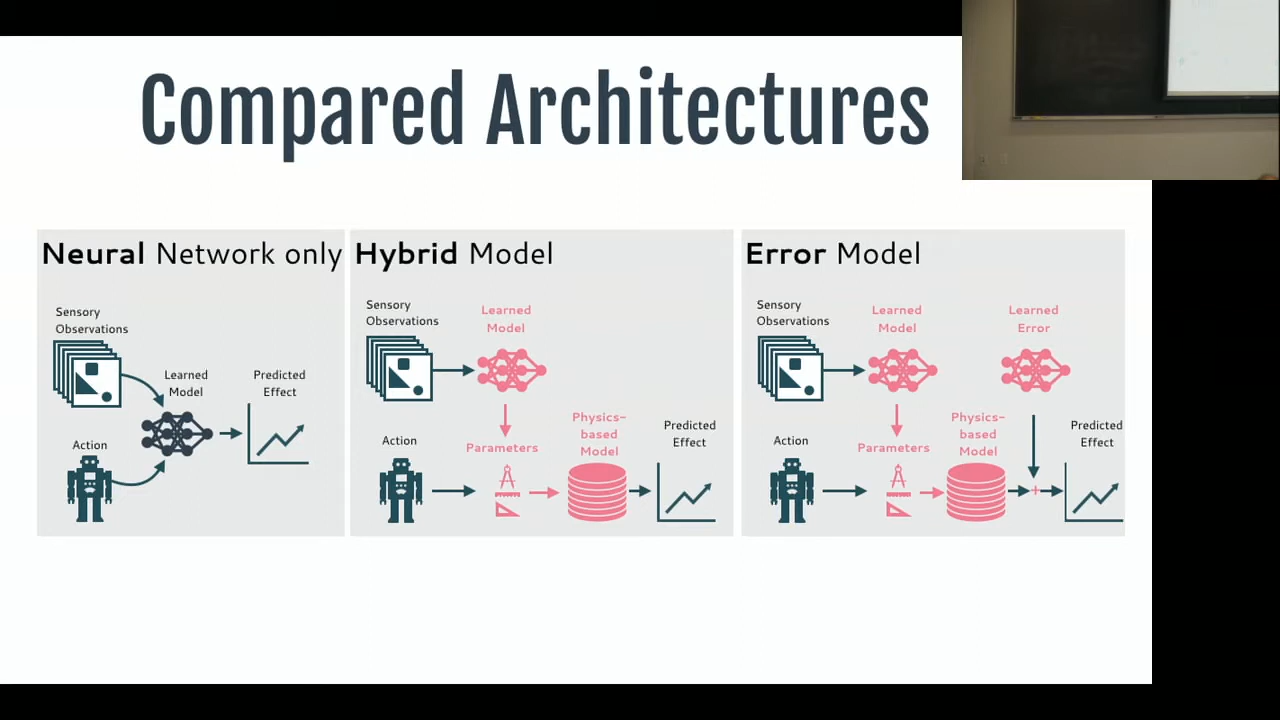 Compared Architectures
Neural Network only
Sensory
Observations
Learned
Model
Predicted
Effect
Action
Hybrid Model
Sensory
Observations
Learned
Model
Physics-
based
Model
Predicted
Effect
Action
Parameters
Error Model
Sensory
Observations
Learned
Model
Learned
Error
Physics-
based
Model
Predicted
Effect
Action
Parameters
+